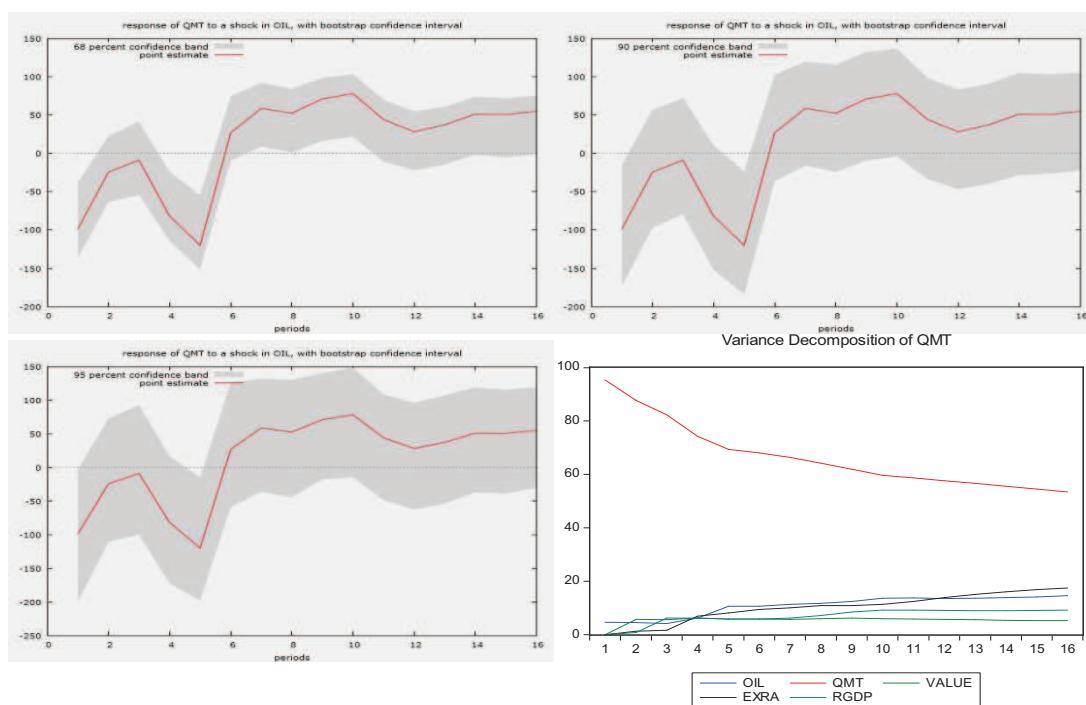 response of QMT to a shock in OIL, with bootstrap confidence interval
68 percent confidence band
point estimate
150
100
50
0
-50
-100
-150
-200
0 2 4 6 8 10 12 14 16
periods
response of QMT to a shock in OIL, with bootstrap confidence interval
90 percent confidence band
point estimate
150
100
50
0
-50
-100
-150
-200
0 2 4 6 8 10 12 14 16
periods
response of QMT to a shock in OIL, with bootstrap confidence interval
95 percent confidence band
point estimate
150
100
50
0
-50
-100
-150
-200
-250
0 2 4 6 8 10 12 14 16
periods
Variance Decomposition of QMT
100
80
60
40
20
0
1 2 3 4 5 6 7 8 9 10 11 12 13 14 15 16
OIL QMT VALUE
EXRA RGDP